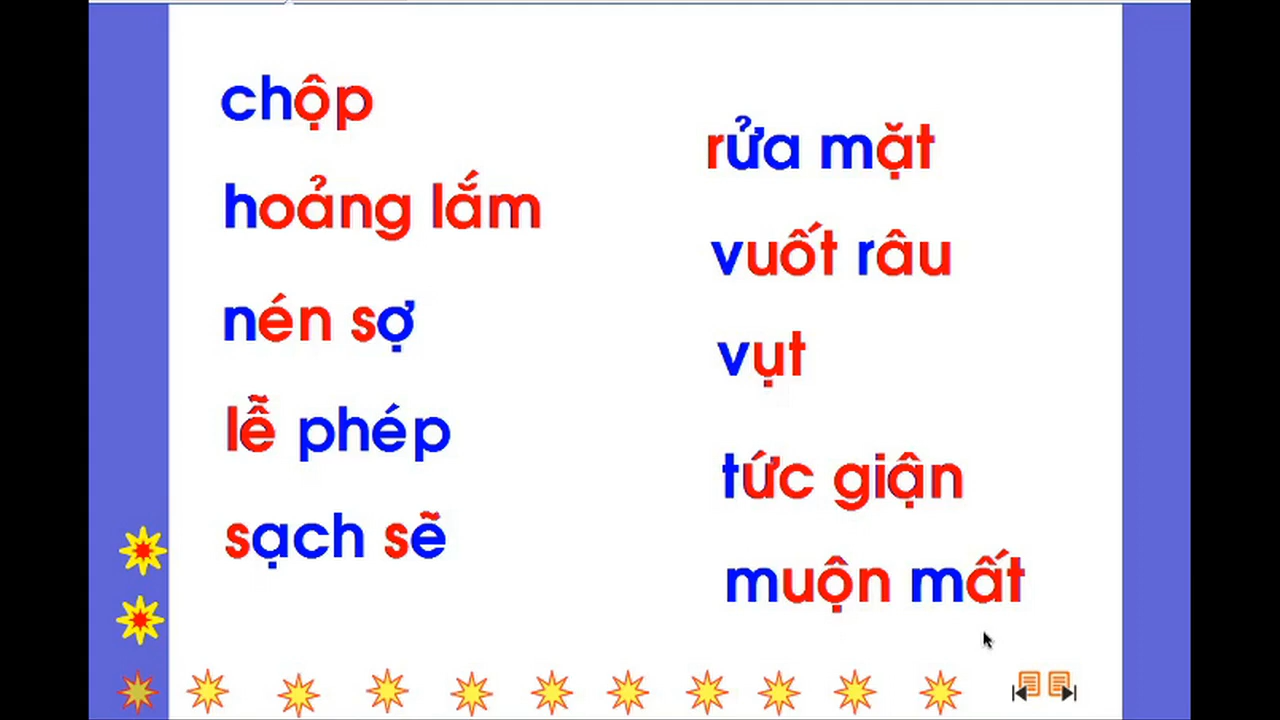 chộp
hoảng lắm
nén sợ
lễ phép
sạch sẽ
rửa mặt
vuốt râu
vụt
tức giận
muộn mất